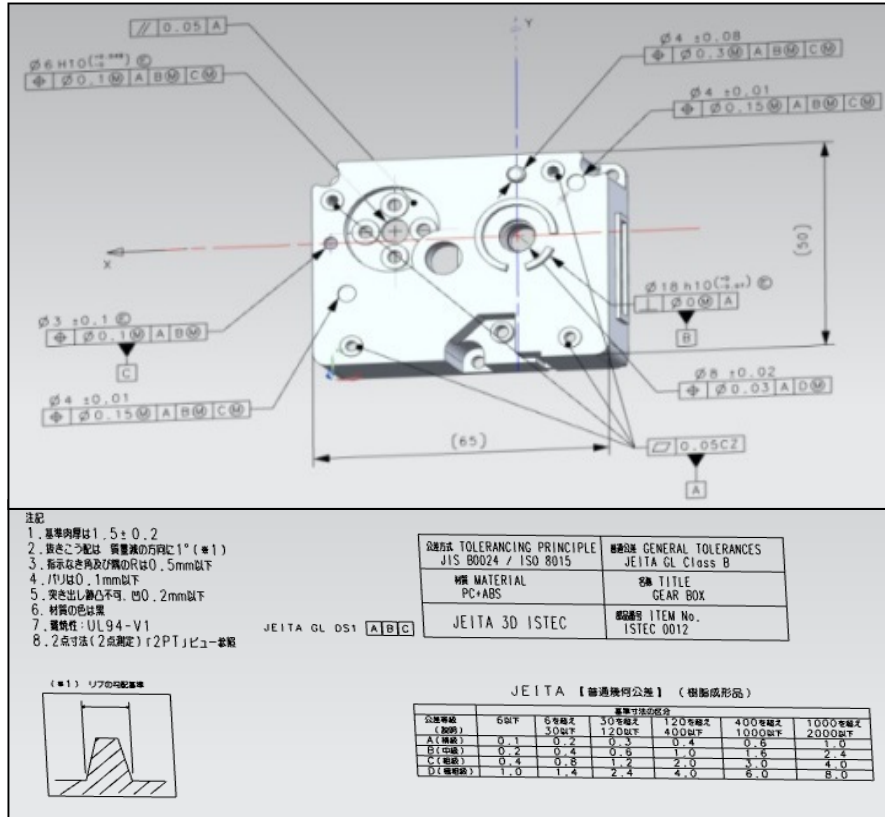 // 0.05 A
Y
Ø4 ±0.08
⌖ Ø0.3Ⓜ A BⓂ CⓂ
Ø6 H10( ) Ⓔ
⌖ Ø0.1Ⓜ A BⓂ CⓂ
Ø4 ±0.01
⌖ Ø0.15Ⓜ A BⓂ CⓂ
X
(50)
Ø18 h10( ) Ⓔ
⊥ Ø0Ⓜ A
B
Ø3 ±0.1 Ⓔ
⌖ Ø0.1Ⓜ A BⓂ
C
Ø8 ±0.02
⌖ Ø0.03 A DⓂ
Ø4 ±0.01
⌖ Ø0.15Ⓜ A BⓂ CⓂ
(65)
⏥ 0.05CZ
A
注記
1.基準肉厚は1.5±0.2
2.抜きこう配は 質量減の方向に1°(※1)
3.指示なき角及び隅のRは0.5mm以下
4.バリは0.1mm以下
5.突き出し跡凸不可、凹0.2mm以下
6.材質の色は黒
7.難燃性:UL94-V1
8.2点寸法(2点測定)「2PT」ビュー参照
JEITA GL DS1 A B C
公差方式 TOLERANCING PRINCIPLE 普通公差 GENERAL TOLERANCES
JIS B0024 / ISO 8015 JEITA GL Class B
材質 MATERIAL 名称 TITLE
PC+ABS GEAR BOX
JEITA 3D ISTEC 部品番号 ITEM No.
ISTEC 0012
(※1) リブの勾配基準
JEITA 【普通幾何公差】 (樹脂成形品)
基準寸法の区分
公差等級 (説明) 6以下 6を超え 30以下 30を超え 120以下 120を超え 400以下 400を超え 1000以下 1000を超え 2000以下
A(精級) 0.1 0.2 0.3 0.4 0.6 1.0
B(中級) 0.2 0.4 0.6 1.0 1.6 2.4
C(粗級) 0.4 0.8 1.2 2.0 3.0 4.0
D(極粗級) 1.0 1.4 2.4 4.0 6.0 8.0